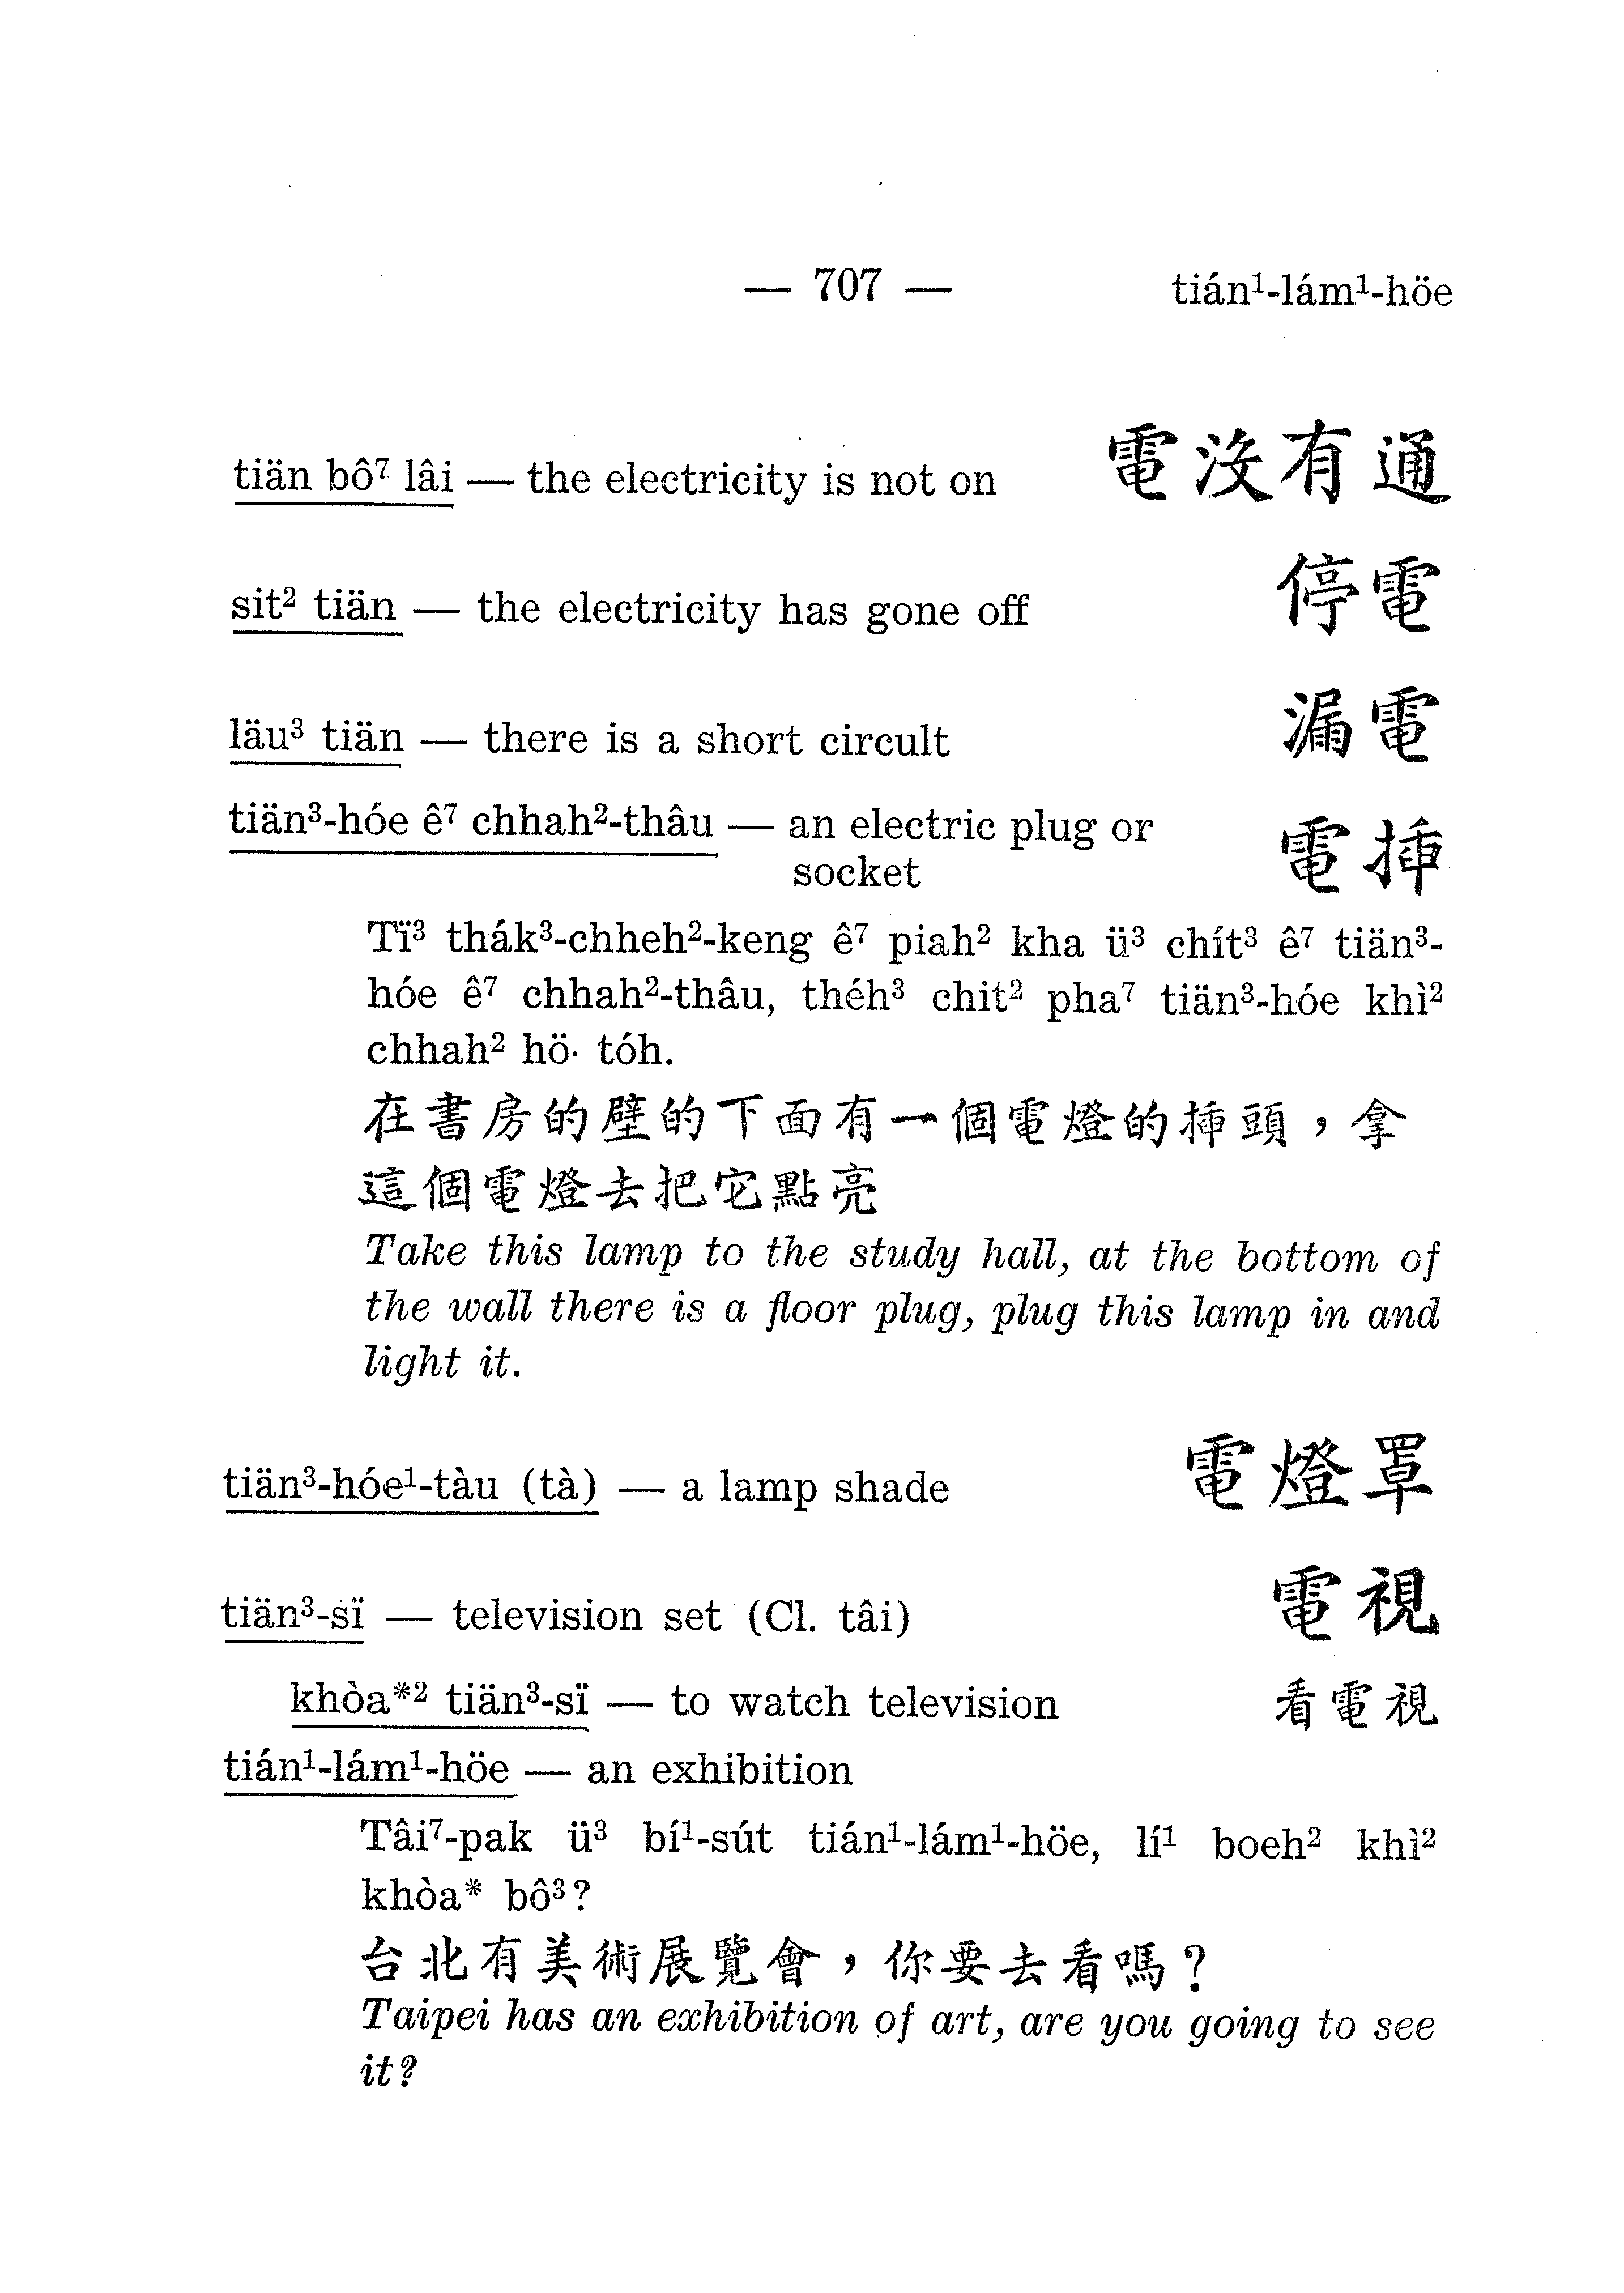 — 707 — tián¹-lám¹-höe
tiän bô⁷ lâi — the electricity is not on 電沒有通
sit² tiän — the electricity has gone off 停電
läu³ tiän — there is a short circult 漏電
tiän³-hóe ê⁷ chhah²-thâu — an electric plug or 電揷
socket
Tï³ thák³-chheh²-keng ê⁷ piah² kha ü³ chít³ ê⁷ tiän³-
hóe ê⁷ chhah²-thâu, théh³ chit² pha⁷ tiän³-hóe khì²
chhah² hö· tóh.
在書房的壁的下面有一個電燈的揷頭，拿
這個電燈去把它點亮
Take this lamp to the study hall, at the bottom of
the wall there is a floor plug, plug this lamp in and
light it.
tiän³-hóe¹-tàu (tà) — a lamp shade 電燈罩
tiän³-sï — television set (Cl. tâi) 電視
khòa*² tiän³-sï — to watch television 看電視
tián¹-lám¹-höe — an exhibition
Tâi⁷-pak ü³ bí¹-sút tián¹-lám¹-höe, lí¹ boeh² khì²
khòa* bô³?
台北有美術展覽會，你要去看嗎？
Taipei has an exhibition of art, are you going to see
it?